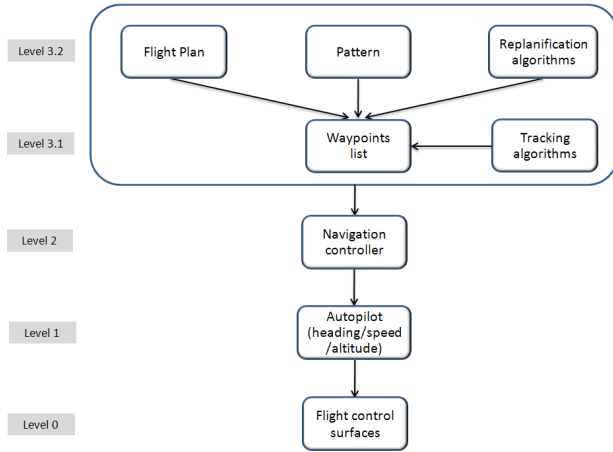 Level 3.2
Flight Plan
Pattern
Replanification
algorithms
Level 3.1
Waypoints
list
Tracking
algorithms
Level 2
Navigation
controller
Level 1
Autopilot
(heading/speed
/altitude)
Level 0
Flight control
surfaces